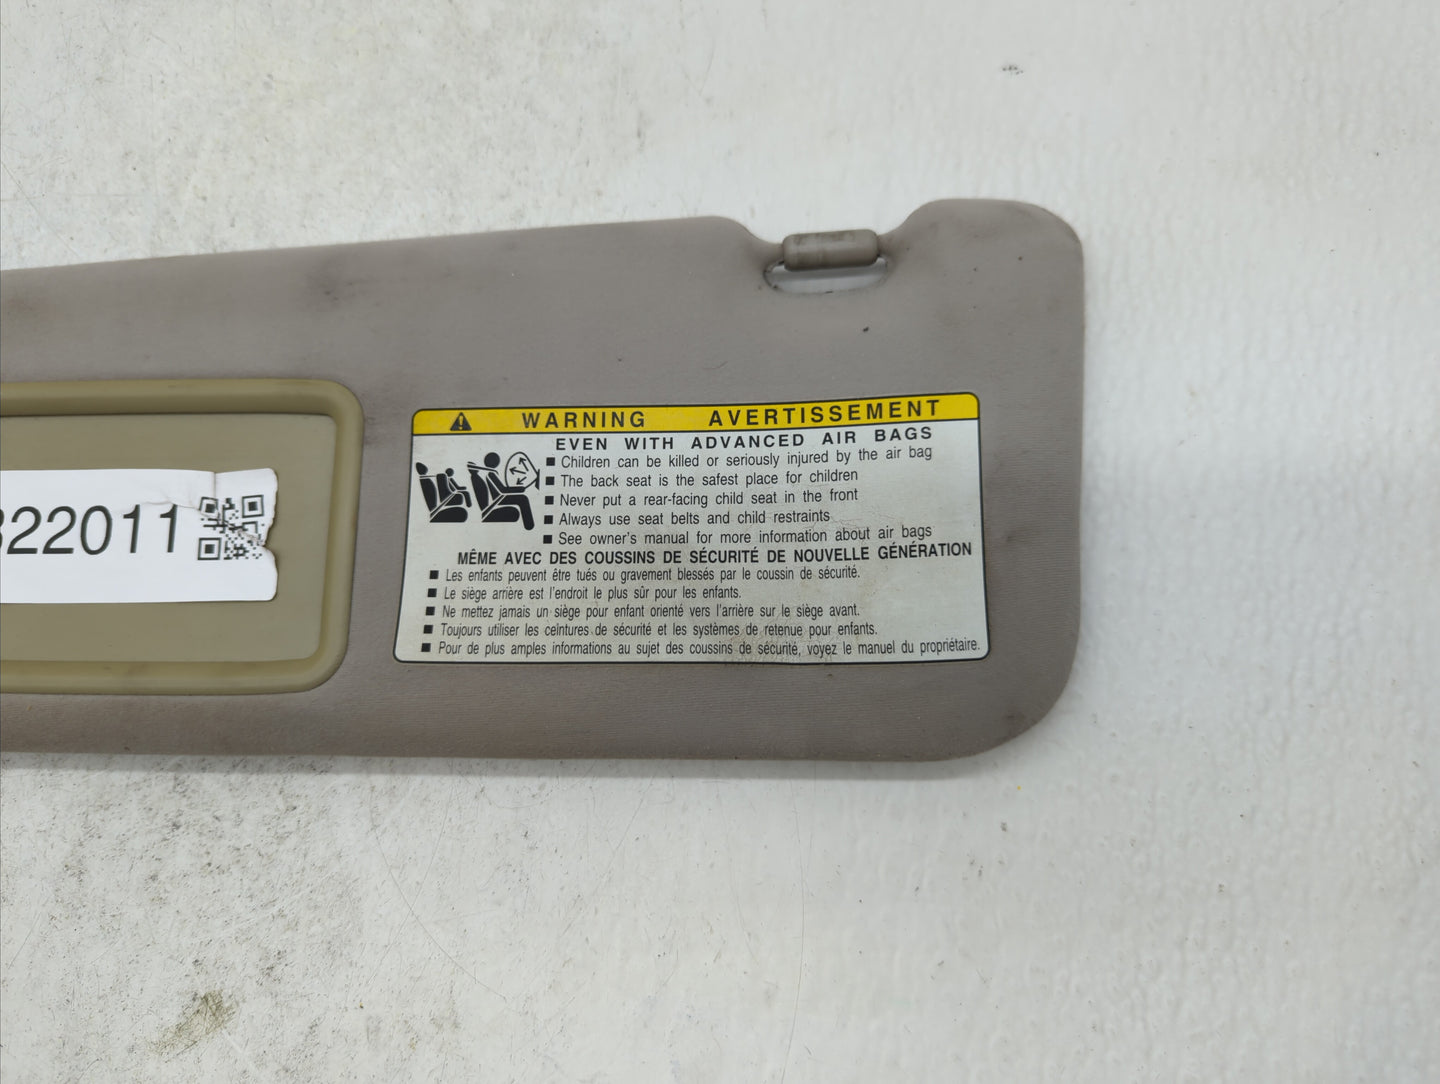 WARNING AVERTISSEMENT
EVEN WITH ADVANCED AIR BAGS
■ Children can be killed or seriously injured by the air bag
■ The back seat is the safest place for children
■ Never put a rear-facing child seat in the front
■ Always use seat belts and child restraints
■ See owner's manual for more information about air bags
MÊME AVEC DES COUSSINS DE SÉCURITÉ DE NOUVELLE GÉNÉRATION
■ Les enfants peuvent être tués ou gravement blessés par le coussin de sécurité.
■ Le siège arrière est l'endroit le plus sûr pour les enfants.
■ Ne mettez jamais un siège pour enfant orienté vers l'arrière sur le siège avant.
■ Toujours utiliser les ceintures de sécurité et les systèmes de retenue pour enfants.
■ Pour de plus amples informations au sujet des coussins de sécurité, voyez le manuel du propriétaire.
22011